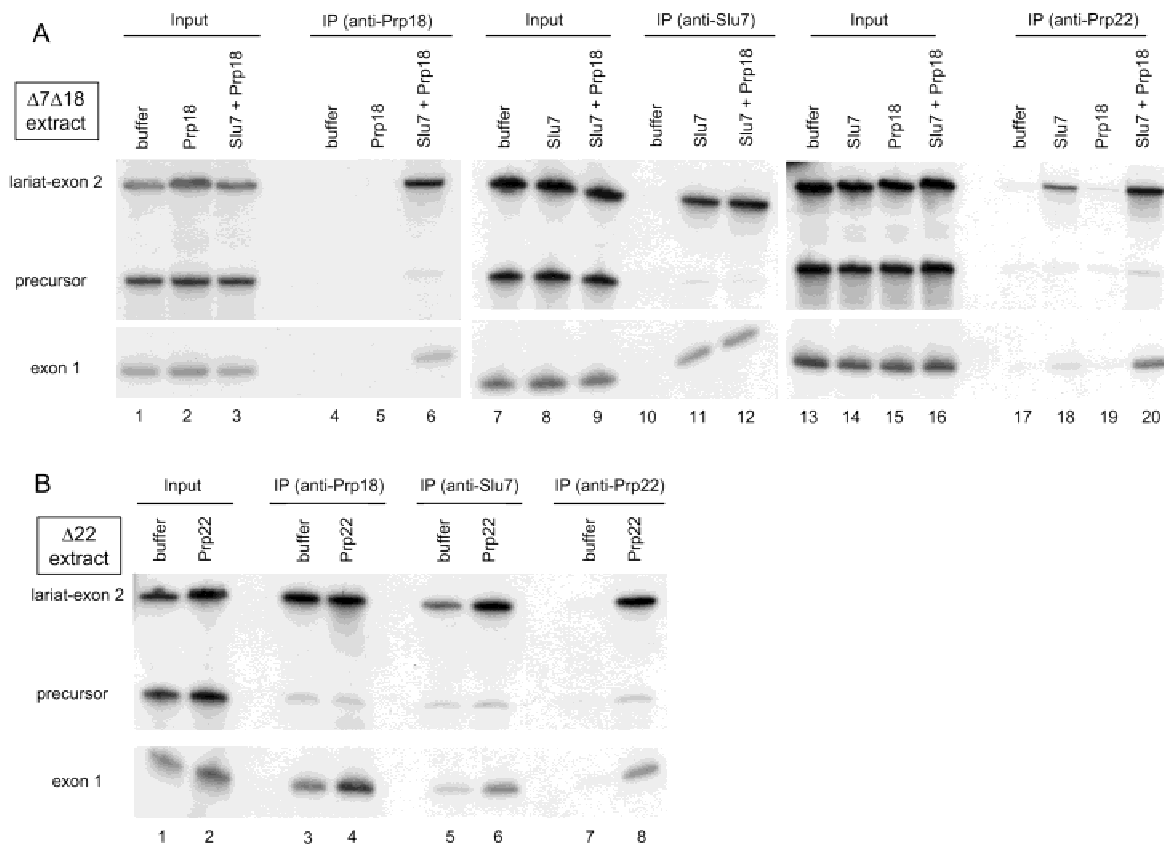 A
Input
IP (anti-Prp18)
Input
IP (anti-Slu7)
Input
IP (anti-Prp22)
Δ7Δ18
extract
buffer
Prp18
Slu7 + Prp18
buffer
Prp18
Slu7 + Prp18
buffer
Slu7
Slu7 + Prp18
buffer
Slu7
Slu7 + Prp18
buffer
Slu7
Prp18
Slu7 + Prp18
buffer
Slu7
Prp18
Slu7 + Prp18
lariat-exon 2
precursor
exon 1
1 2 3 4 5 6 7 8 9 10 11 12 13 14 15 16 17 18 19 20
B
Input
IP (anti-Prp18)
IP (anti-Slu7)
IP (anti-Prp22)
Δ22
extract
buffer
Prp22
buffer
Prp22
buffer
Prp22
buffer
Prp22
lariat-exon 2
precursor
exon 1
1 2 3 4 5 6 7 8